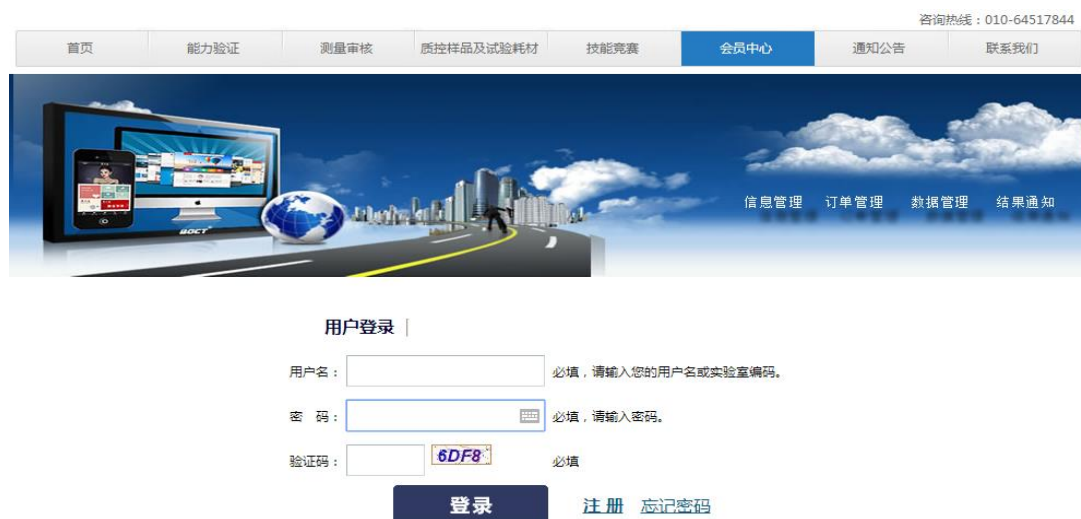 咨询热线：010-64517844
首页 能力验证 测量审核 质控样品及试验耗材 技能竞赛 会员中心 通知公告 联系我们
信息管理 订单管理 数据管理 结果通知
BOCT
用户登录
用户名： 必填，请输入您的用户名或实验室编码。
密 码： 必填，请输入密码。
验证码： 6DF8 必填
登录 注册 忘记密码